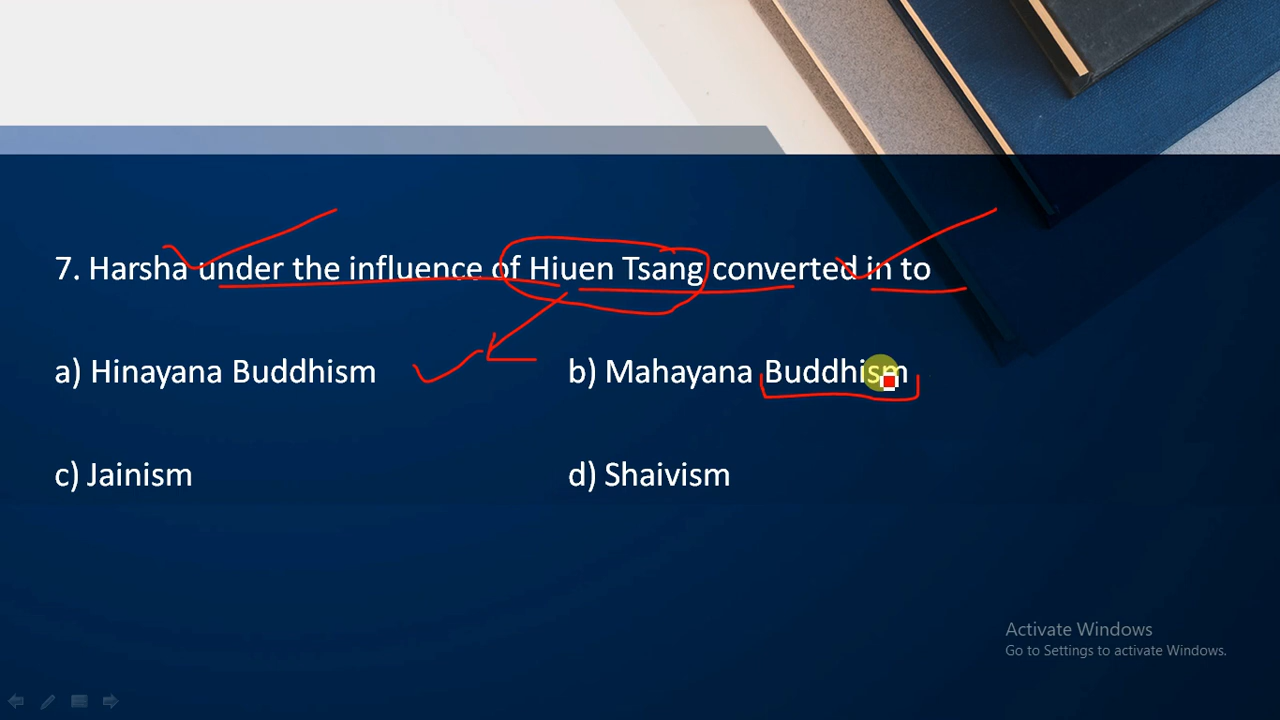 7. Harsha under the influence of Hiuen Tsang converted in to
a) Hinayana Buddhism b) Mahayana Buddhism
c) Jainism d) Shaivism
Activate Windows
Go to Settings to activate Windows.